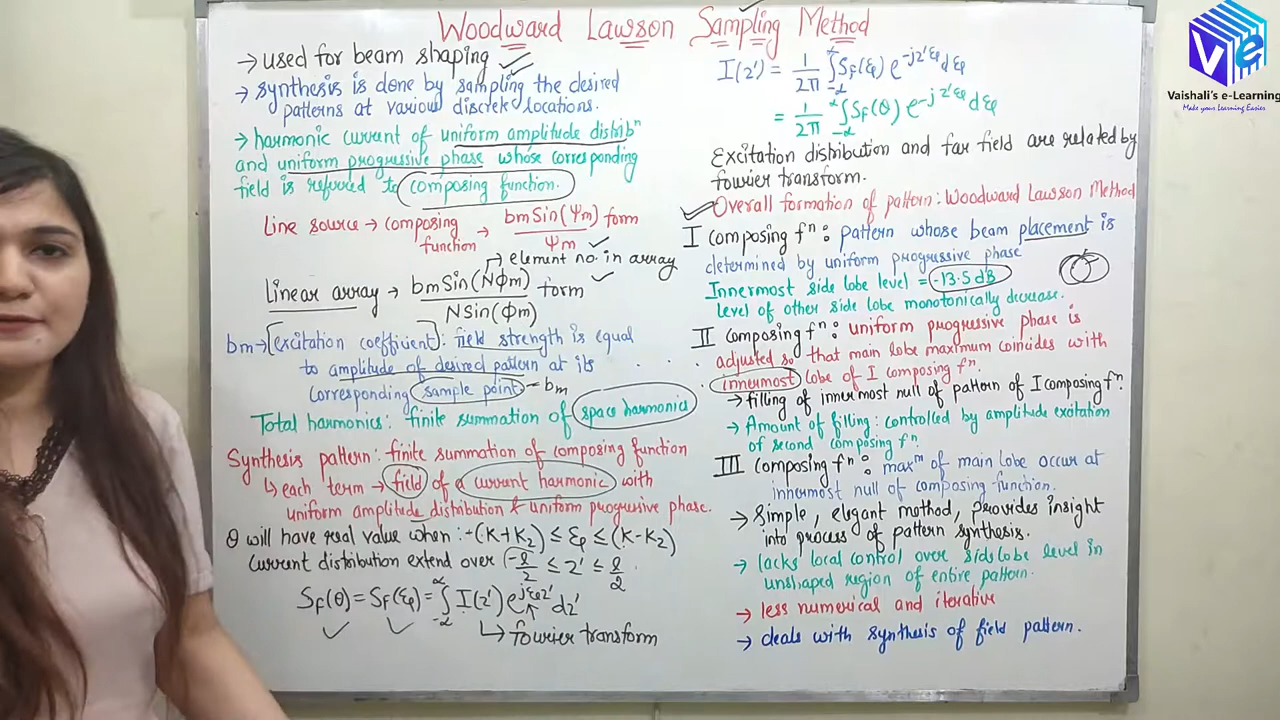 Woodward Lawson Sampling Method
→ used for beam shaping
→ synthesis is done by sampling the desired
patterns at various discrete locations.
→ harmonic current of uniform amplitude distribⁿ
and uniform progressive phase whose corresponding
field is referred to composing function.
Line source → composing function → bm Sin(Ψm) / Ψm form
→ element no. in array
Linear array → bm Sin(NΦm) / N Sin(Φm) form
bm → [excitation coefficient]: field strength is equal
to amplitude of desired pattern at its
corresponding sample point. = bm
Total harmonics: finite summation of space harmonics
Synthesis pattern: finite summation of composing function
↳ each term → field of a current harmonic with
uniform amplitude distribution & uniform progressive phase.
θ will have real value when: -(K+Kz) ≤ ξ ≤ (K-Kz)
Current distribution extend over -l/2 ≤ z' ≤ l/2.
SF(θ) = SF(ξ) = ∫ I(z') e^jξz' dz'
↳ fourier transform
I(z') = 1/2π ∫ SF(ξ) e^-jz'ξ dξ
= 1/2π ∫ SF(θ) e^-jz'ξ dξ
Excitation distribution and far field are related by
fourier transform.
Overall formation of pattern: Woodward Lawson Method
I composing fⁿ: pattern whose beam placement is
determined by uniform progressive phase
Innermost side lobe level = -13.5 dB
level of other side lobe monotonically decrease.
II composing fⁿ: uniform progressive phase is
adjusted so that main lobe maximum coincides with
innermost lobe of I composing fⁿ.
→ filling of innermost null of pattern of I composing fⁿ.
→ Amount of filling: controlled by amplitude excitation
of second composing fⁿ.
III composing fⁿ: maxᵐ of main lobe occur at
innermost null of composing-function.
→ Simple, elegant method, provides insight
into process of pattern synthesis.
→ lacks local control over sidelobe level in
unshaped region of entire pattern.
→ less numerical and iterative
→ deals with synthesis of field pattern.
Ve
Vaishali's e-Learning
Make your Learning Easier